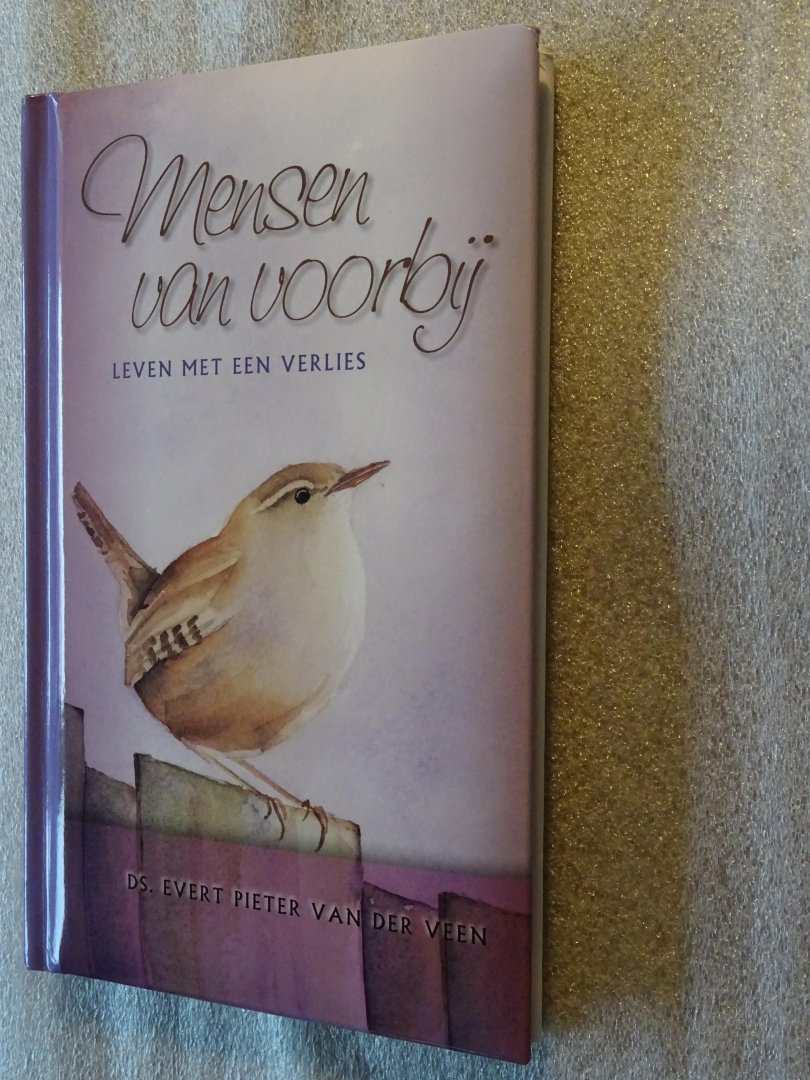 Mensen
van voorbij
LEVEN MET EEN VERLIES
DS. EVERT PIETER VAN DER VEEN